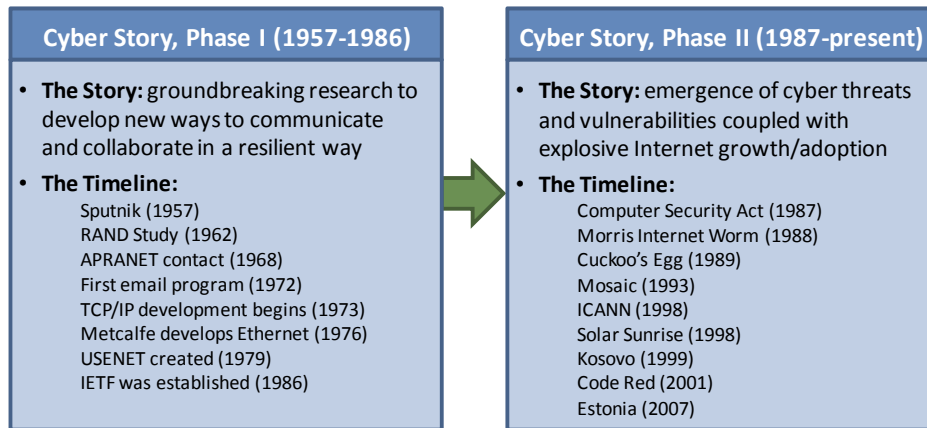 Cyber Story, Phase I (1957-1986)
• The Story: groundbreaking research to
develop new ways to communicate
and collaborate in a resilient way
• The Timeline:
Sputnik (1957)
RAND Study (1962)
APRANET contact (1968)
First email program (1972)
TCP/IP development begins (1973)
Metcalfe develops Ethernet (1976)
USENET created (1979)
IETF was established (1986)
Cyber Story, Phase II (1987-present)
• The Story: emergence of cyber threats
and vulnerabilities coupled with
explosive Internet growth/adoption
• The Timeline:
Computer Security Act (1987)
Morris Internet Worm (1988)
Cuckoo’s Egg (1989)
Mosaic (1993)
ICANN (1998)
Solar Sunrise (1998)
Kosovo (1999)
Code Red (2001)
Estonia (2007)